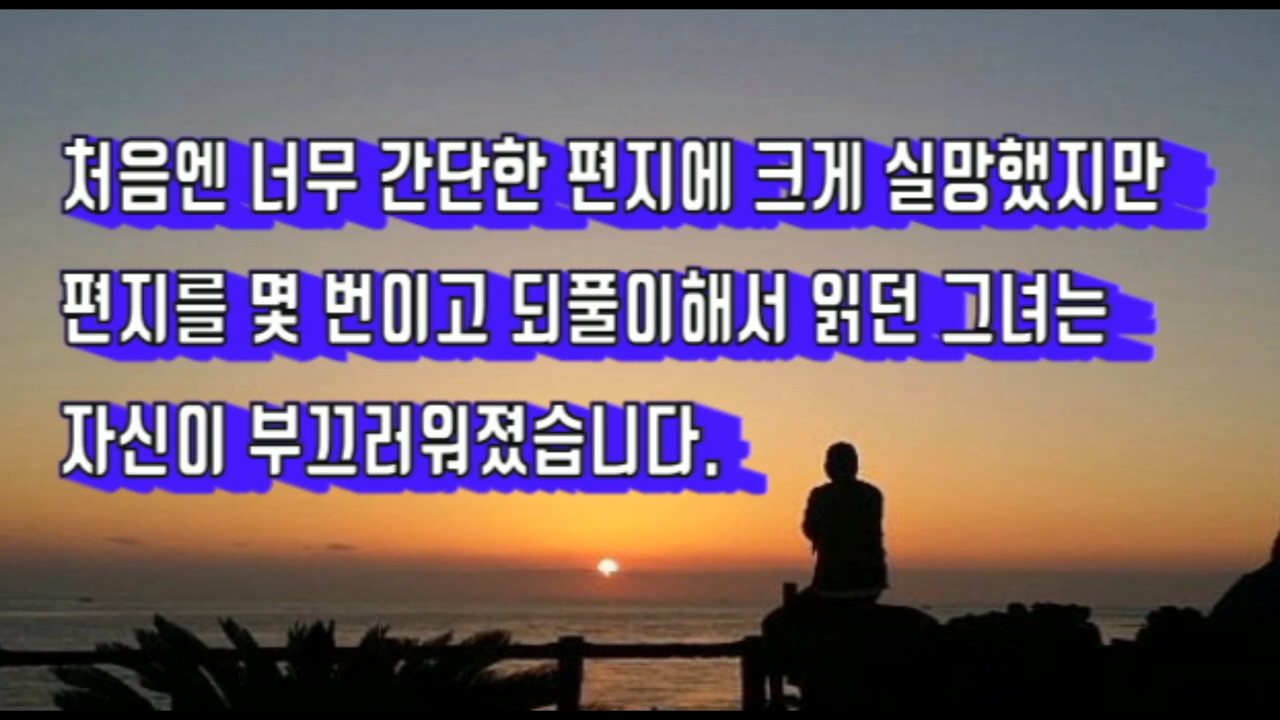 처음엔 너무 간단한 편지에 크게 실망했지만
편지를 몇 번이고 되풀이해서 읽던 그녀는
자신이 부끄러워졌습니다.